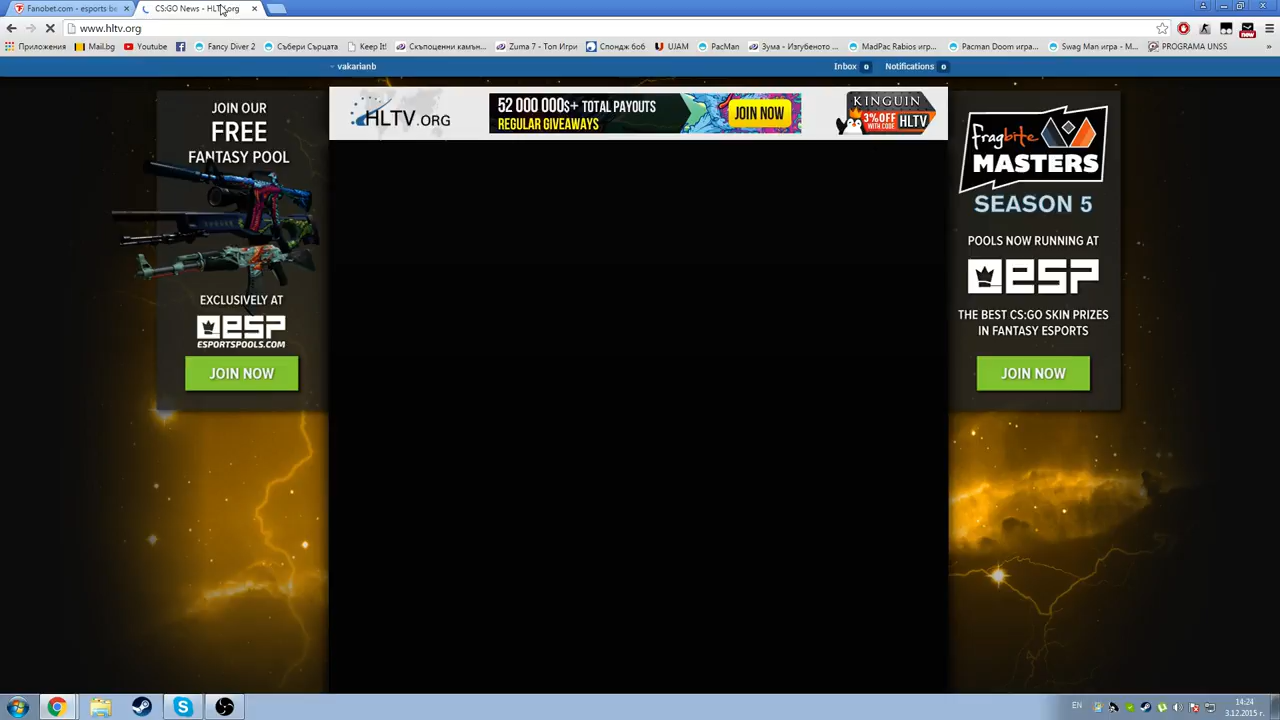 Fanobet.com - esports be
CS:GO News - HLTV.org
www.hltv.org
Приложения
Mail.bg
Youtube
Fancy Diver 2
Събери Сърцата
Keep It!
Скъпоценни камън...
Zuma 7 - Топ Игри
Спондж боб
UJAM
PacMan
Зума - Изгубеното ...
MadPac Rabios игр...
Pacman Doom игра...
Swag Man игра - M...
PROGRAMA UNSS
vakarianb
Inbox 0
Notifications 0
JOIN OUR
FREE
FANTASY POOL
EXCLUSIVELY AT
esp
ESPORTSPOOLS.COM
JOIN NOW
HLTV.ORG
52 000 000$+ TOTAL PAYOUTS
REGULAR GIVEAWAYS
JOIN NOW
KINGUIN
3%OFF
WITH CODE
HLTV
fragbite
MASTERS
SEASON 5
POOLS NOW RUNNING AT
esp
THE BEST CS:GO SKIN PRIZES
IN FANTASY ESPORTS
JOIN NOW
EN
14:24
3.12.2015 г.